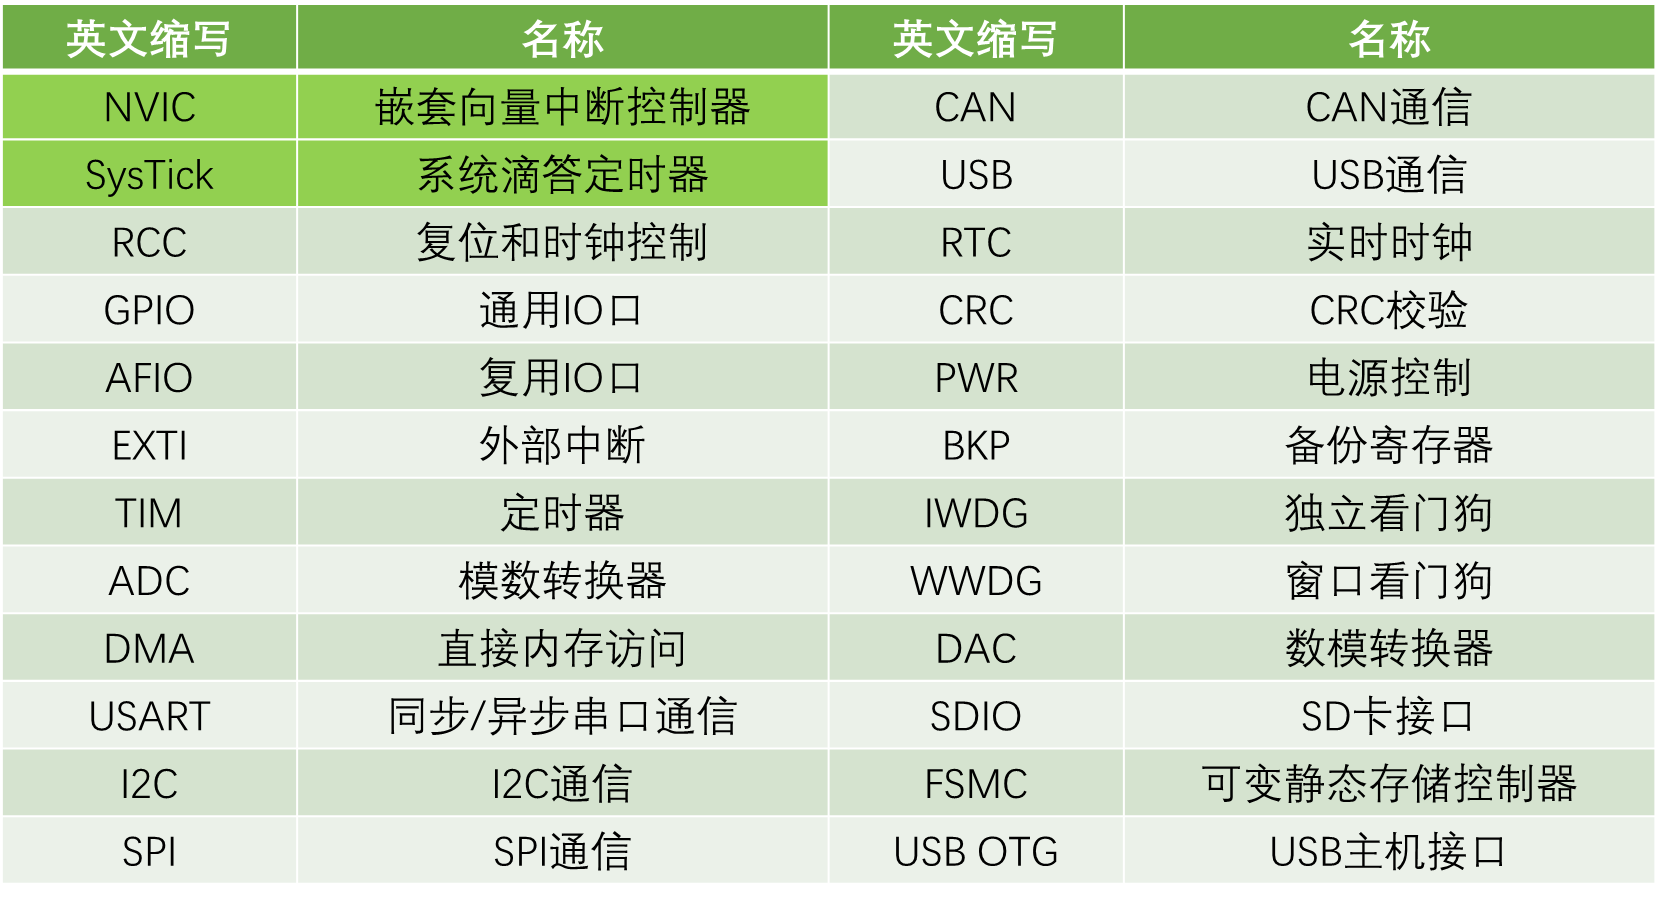 英文缩写 名称 英文缩写 名称
NVIC 嵌套向量中断控制器 CAN CAN通信
SysTick 系统滴答定时器 USB USB通信
RCC 复位和时钟控制 RTC 实时时钟
GPIO 通用IO口 CRC CRC校验
AFIO 复用IO口 PWR 电源控制
EXTI 外部中断 BKP 备份寄存器
TIM 定时器 IWDG 独立看门狗
ADC 模数转换器 WWDG 窗口看门狗
DMA 直接内存访问 DAC 数模转换器
USART 同步/异步串口通信 SDIO SD卡接口
I2C I2C通信 FSMC 可变静态存储控制器
SPI SPI通信 USB OTG USB主机接口